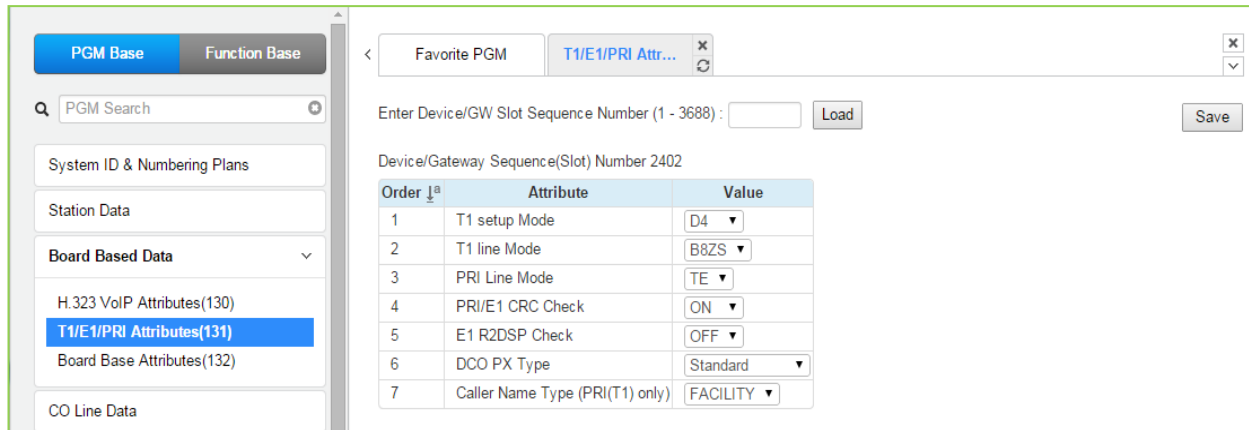 PGM Base Function Base
PGM Search
System ID & Numbering Plans
Station Data
Board Based Data
H.323 VoIP Attributes(130)
T1/E1/PRI Attributes(131)
Board Base Attributes(132)
CO Line Data
Favorite PGM T1/E1/PRI Attr...
Enter Device/GW Slot Sequence Number (1 - 3688) : Load Save
Device/Gateway Sequence(Slot) Number 2402
Order Attribute Value
1 T1 setup Mode D4
2 T1 line Mode B8ZS
3 PRI Line Mode TE
4 PRI/E1 CRC Check ON
5 E1 R2DSP Check OFF
6 DCO PX Type Standard
7 Caller Name Type (PRI(T1) only) FACILITY